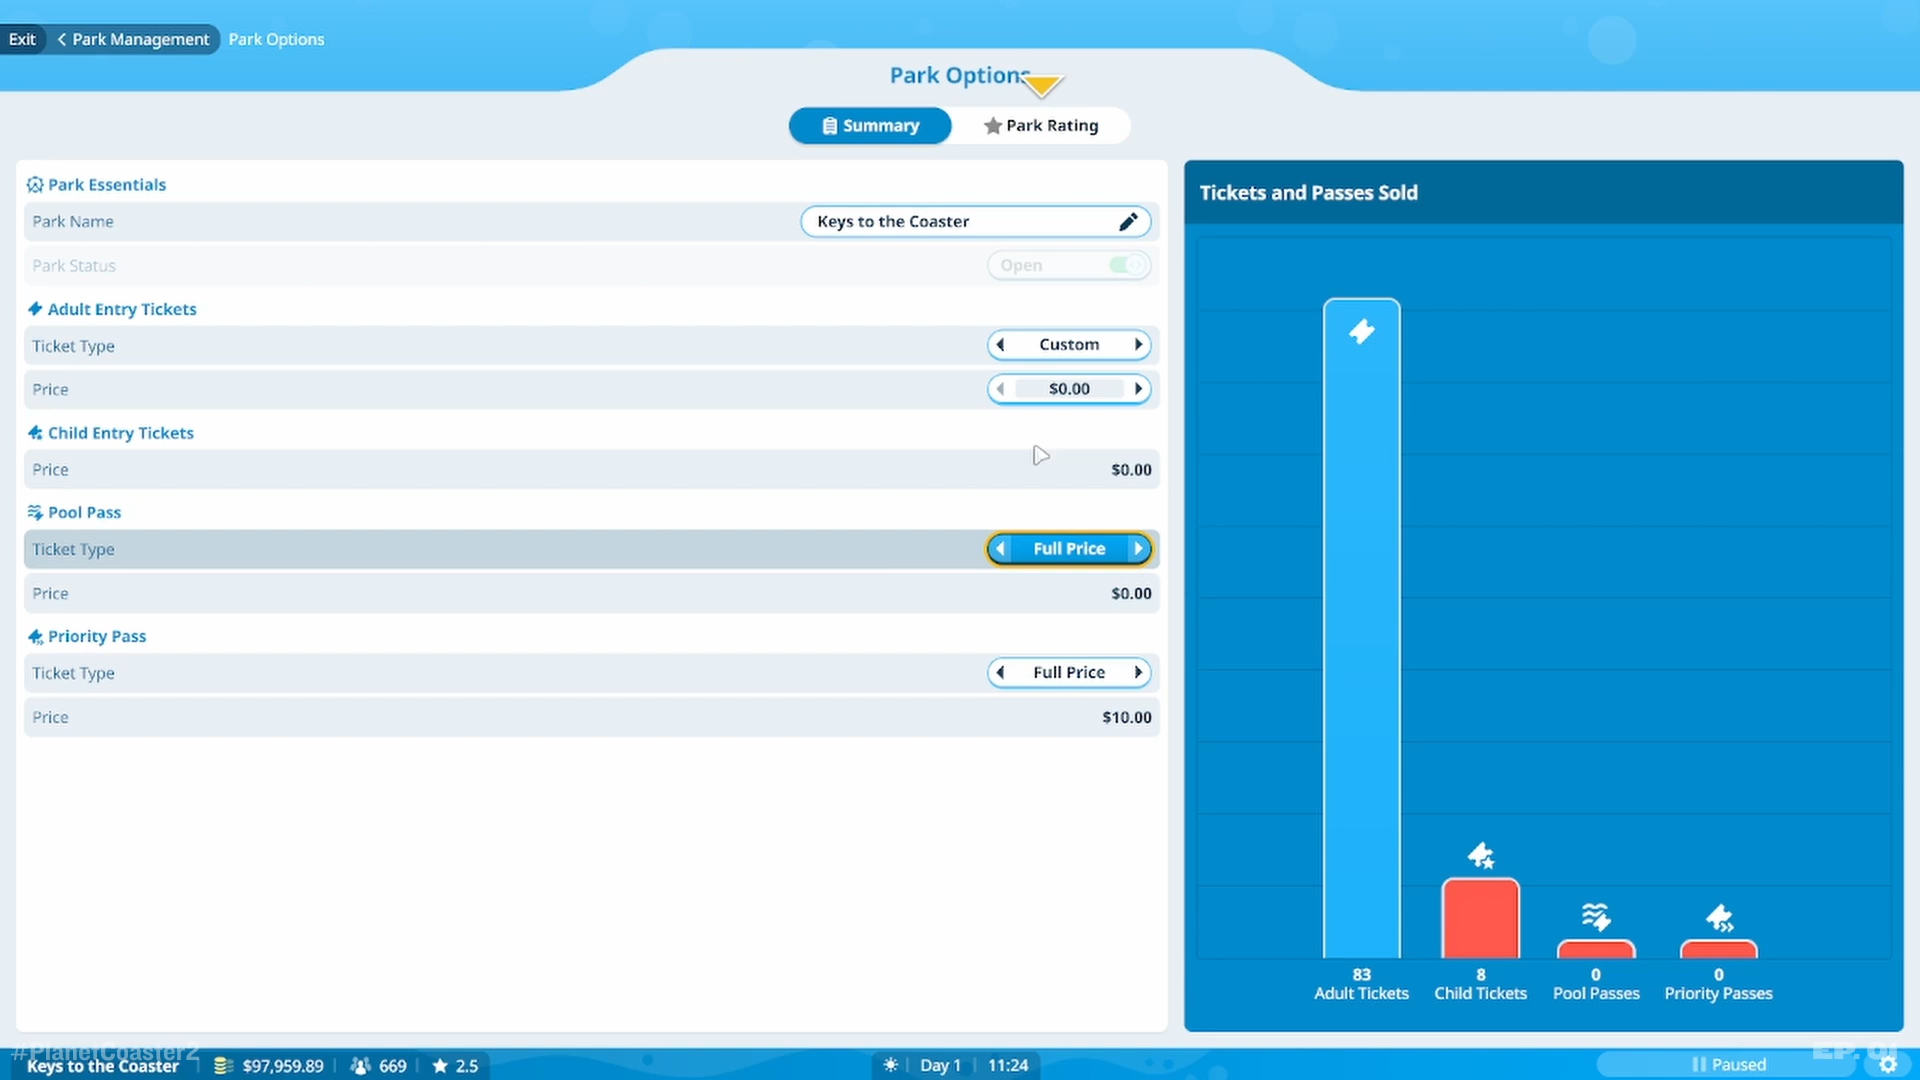 Exit
Park Management
Park Options
Park Options
Summary
Park Rating
Park Essentials
Park Name
Keys to the Coaster
Park Status
Open
Adult Entry Tickets
Ticket Type
Custom
Price
$0.00
Child Entry Tickets
Price
$0.00
Pool Pass
Ticket Type
Full Price
Price
$0.00
Priority Pass
Ticket Type
Full Price
Price
$10.00
Tickets and Passes Sold
83
Adult Tickets
8
Child Tickets
0
Pool Passes
0
Priority Passes
#PlanetCoaster2
Keys to the Coaster
$97,959.89
669
2.5
Day 1
11:24
Paused
EP. 01